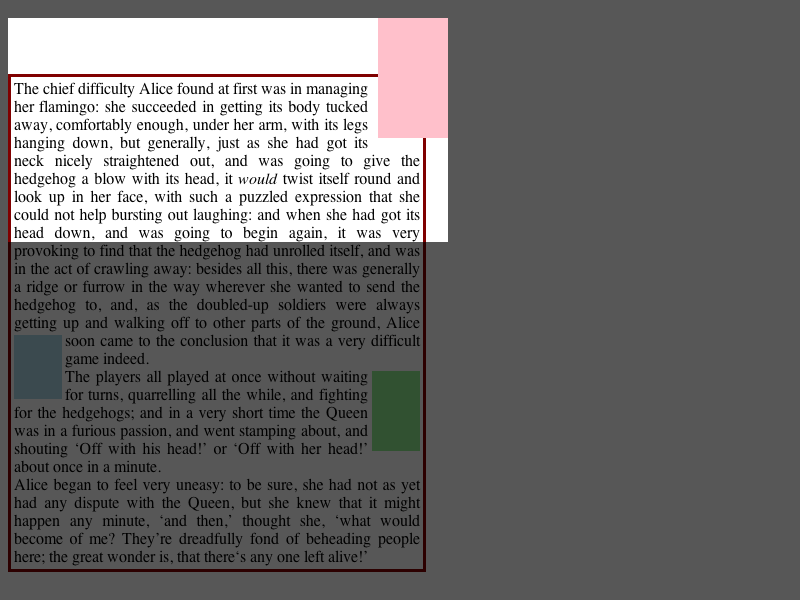 The chief difficulty Alice found at first was in managing
her flamingo: she succeeded in getting its body tucked
away, comfortably enough, under her arm, with its legs
hanging down, but generally, just as she had got its
neck nicely straightened out, and was going to give the
hedgehog a blow with its head, it would twist itself round and
look up in her face, with such a puzzled expression that she
could not help bursting out laughing: and when she had got its
head down, and was going to begin again, it was very
provoking to find that the hedgehog had unrolled itself, and was
in the act of crawling away: besides all this, there was generally
a ridge or furrow in the way wherever she wanted to send the
hedgehog to, and, as the doubled-up soldiers were always
getting up and walking off to other parts of the ground, Alice
soon came to the conclusion that it was a very difficult
game indeed.
The players all played at once without waiting
for turns, quarrelling all the while, and fighting
for the hedgehogs; and in a very short time the Queen
was in a furious passion, and went stamping about, and
shouting ‘Off with his head!’ or ‘Off with her head!’
about once in a minute.
Alice began to feel very uneasy: to be sure, she had not as yet
had any dispute with the Queen, but she knew that it might
happen any minute, ‘and then,’ thought she, ‘what would
become of me? They’re dreadfully fond of beheading people
here; the great wonder is, that there‘s any one left alive!’